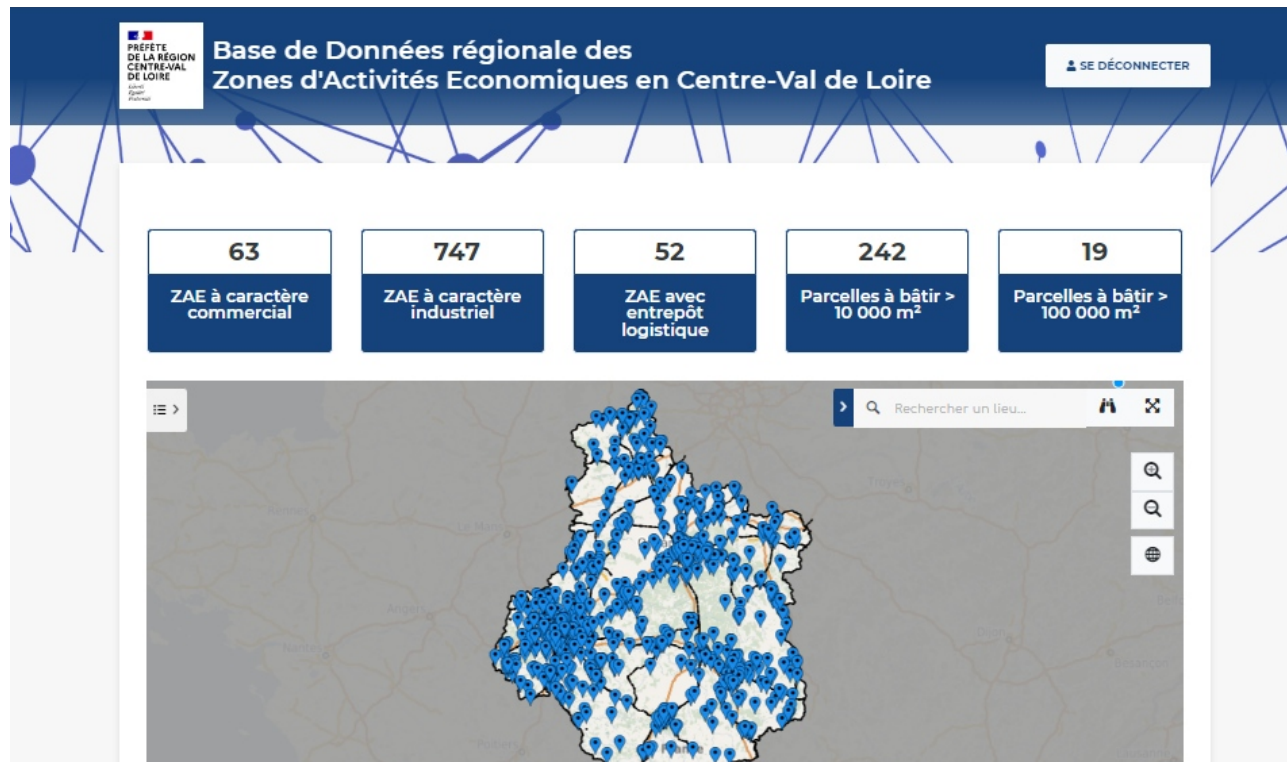 PRÉFÈTE
DE LA RÉGION
CENTRE-VAL
DE LOIRE
Liberté
Égalité
Fraternité
Base de Données régionale des
Zones d'Activités Economiques en Centre-Val de Loire
SE DÉCONNECTER
63
ZAE à caractère
commercial
747
ZAE à caractère
industriel
52
ZAE avec
entrepôt
logistique
242
Parcelles à bâtir >
10 000 m²
19
Parcelles à bâtir >
100 000 m²
Rechercher un lieu...
Troyes
Rennes
Le Mans
Angers
Nantes
Dijon
Besançon
Poitiers
France